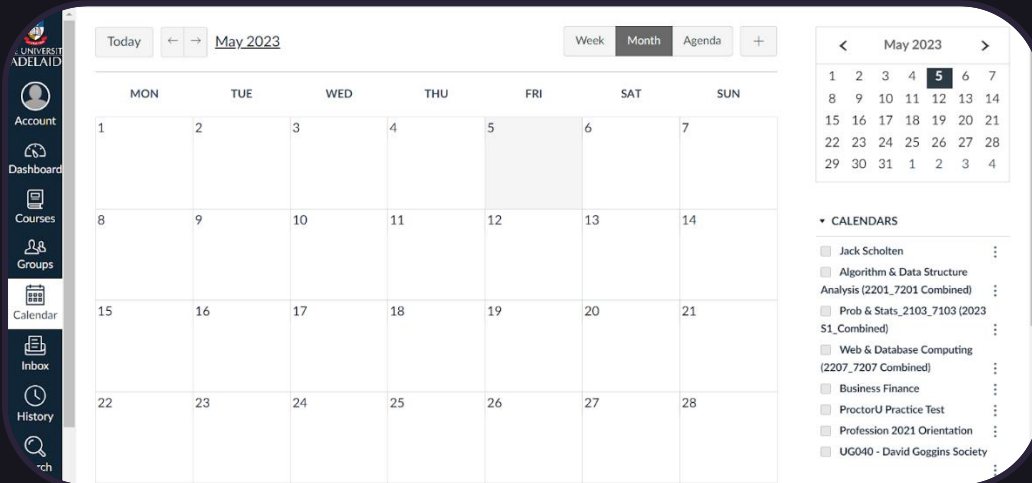 UNIVERSIT
ADELAID
Account
Dashboard
Courses
Groups
Calendar
Inbox
History
rch
Today ← → May 2023 Week Month Agenda +
MON TUE WED THU FRI SAT SUN
1 2 3 4 5 6 7
8 9 10 11 12 13 14
15 16 17 18 19 20 21
22 23 24 25 26 27 28
May 2023
1 2 3 4 5 6 7
8 9 10 11 12 13 14
15 16 17 18 19 20 21
22 23 24 25 26 27 28
29 30 31 1 2 3 4
CALENDARS
Jack Scholten
Algorithm & Data Structure
Analysis (2201_7201 Combined)
Prob & Stats_2103_7103 (2023
S1_Combined)
Web & Database Computing
(2207_7207 Combined)
Business Finance
ProctorU Practice Test
Profession 2021 Orientation
UG040 - David Goggins Society